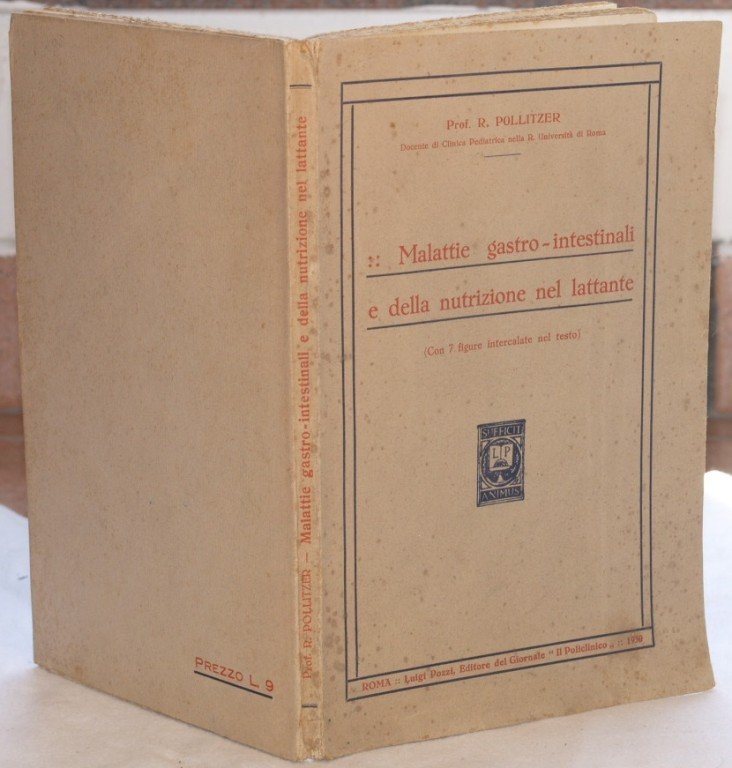 Prof. R. POLLITZER
Docente di Clinica Pediatrica nella R. Università di Roma
:: Malattie gastro-intestinali
e della nutrizione nel lattante
(Con 7 figure intercalate nel testo)
SUFFICIT
L P
ANIMUS
ROMA :: Luigi Pozzi, Editore del Giornale "Il Policlinico„ :: 1930
Prof. R. POLLITZER — Malattie gastro-intestinali e della nutrizione nel lattante
PREZZO L. 9